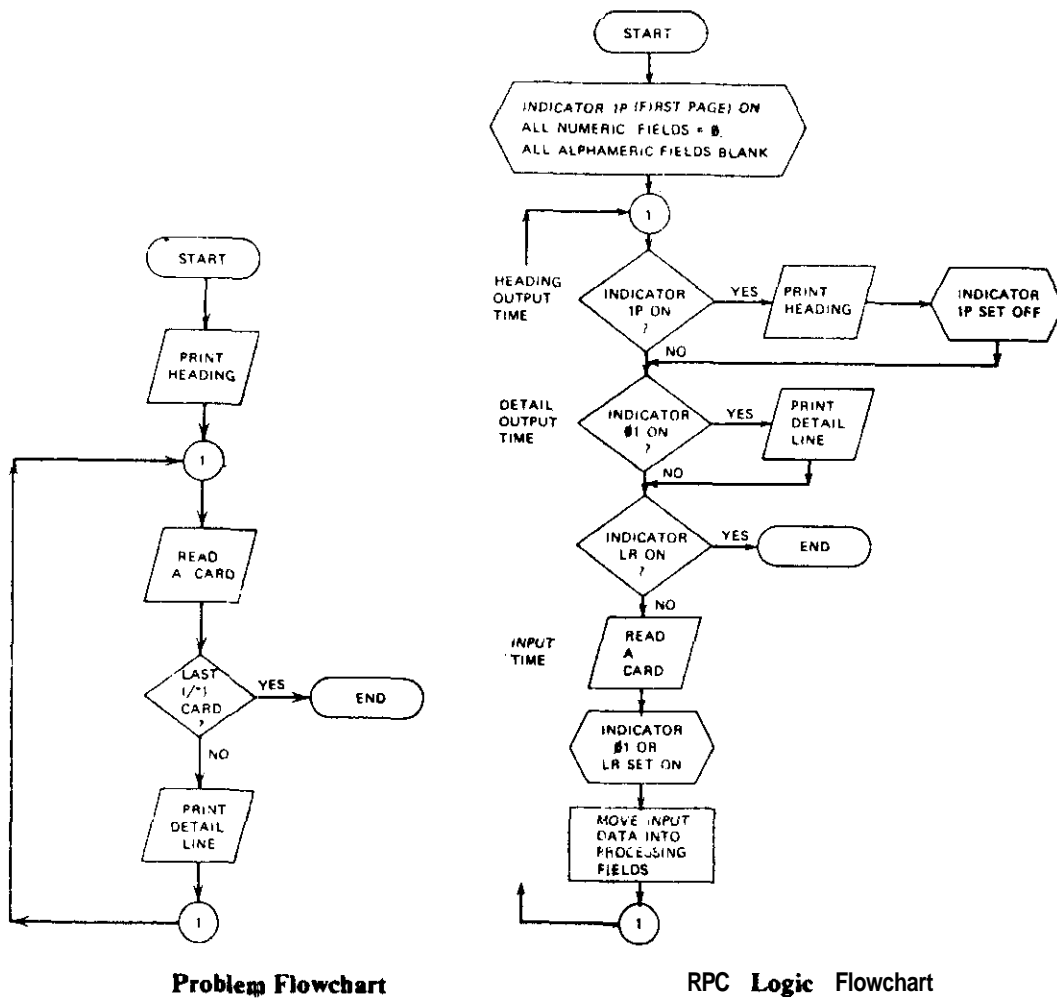 START
PRINT
HEADING
1
READ
A CARD
LAST
(/*)
CARD
?
YES
END
NO
PRINT
DETAIL
LINE
1
Problem Flowchart
START
INDICATOR 1P (FIRST PAGE) ON
ALL NUMERIC FIELDS = Ø.
ALL ALPHAMERIC FIELDS BLANK
1
HEADING
OUTPUT
TIME
INDICATOR
1P ON
?
YES
PRINT
HEADING
INDICATOR
1P SET OFF
NO
DETAIL
OUTPUT
TIME
INDICATOR
Ø1 ON
?
YES
PRINT
DETAIL
LINE
NO
INDICATOR
LR ON
?
YES
END
NO
INPUT
TIME
READ
A
CARD
INDICATOR
Ø1 OR
LR SET ON
MOVE INPUT
DATA INTO
PROCESSING
FIELDS
1
RPC Logic Flowchart